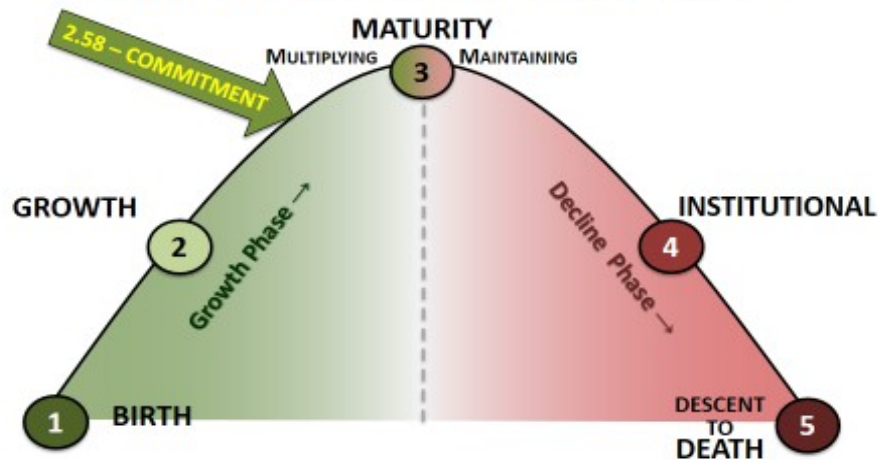 MATURITY
2.58 – COMMITMENT
MULTIPLYING
MAINTAINING
3
GROWTH
2
Growth Phase →
Decline Phase →
INSTITUTIONAL
4
1
BIRTH
DESCENT
TO
DEATH
5